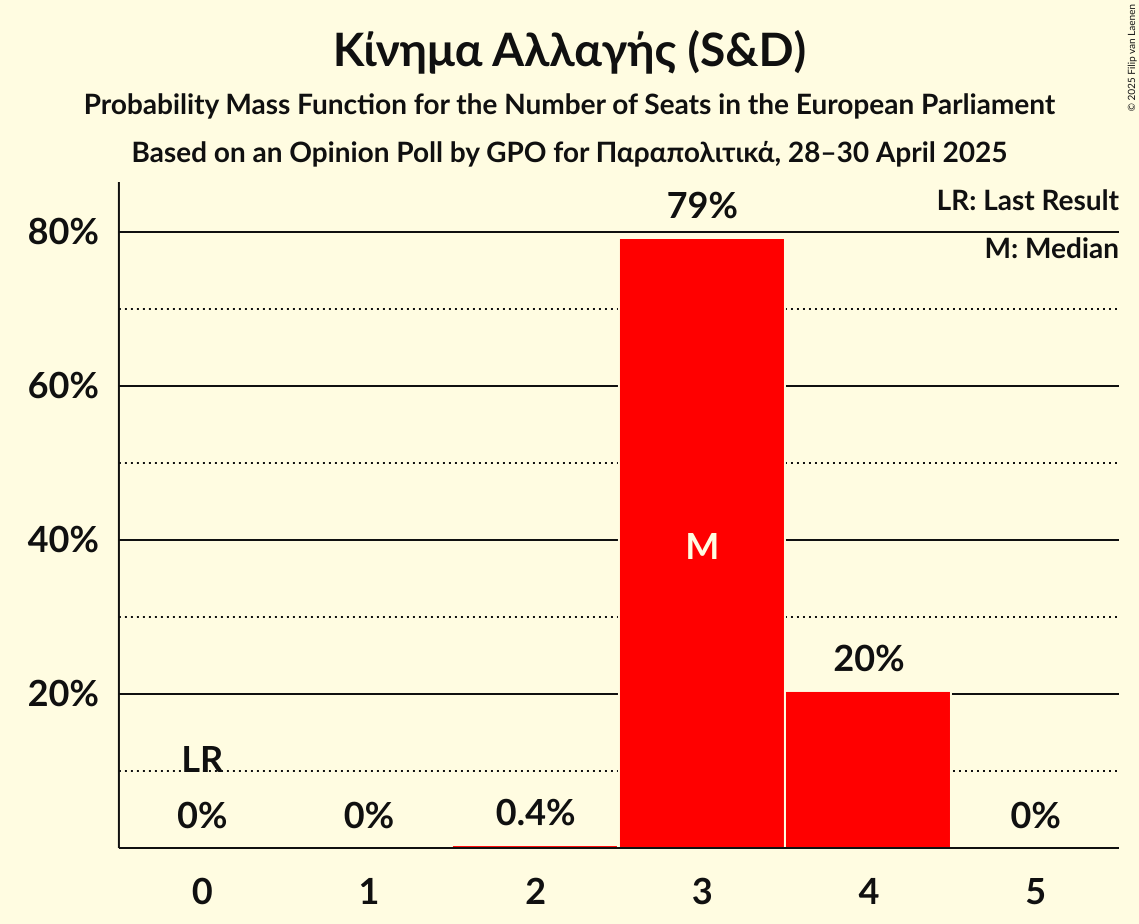 Κίνημα Αλλαγής (S&D)
Probability Mass Function for the Number of Seats in the European Parliament
Based on an Opinion Poll by GPO for Παραπολιτικά, 28–30 April 2025
© 2025 Filip van Laenen
LR: Last Result
M: Median
79%
80%
60%
40%
M
20%
20%
LR
0%
0%
0.4%
0%
0
1
2
3
4
5